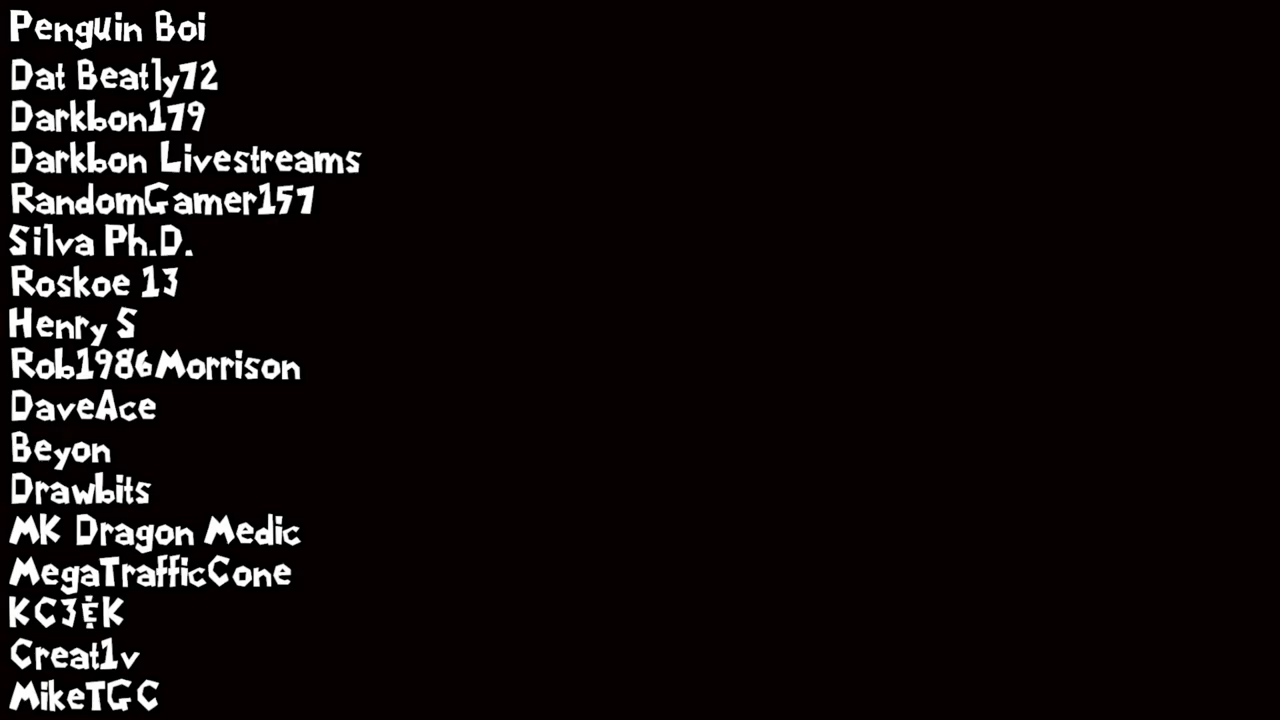 Penguin Boi
Dat Beatly72
Darkbon179
Darkbon Livestreams
RandomGamer157
Silva Ph.D.
Roskoe 13
Henry S
Rob1986Morrison
DaveAce
Beyon
Drawbits
MK Dragon Medic
MegaTrafficCone
KC3&K
Creat1v
MikeTGC